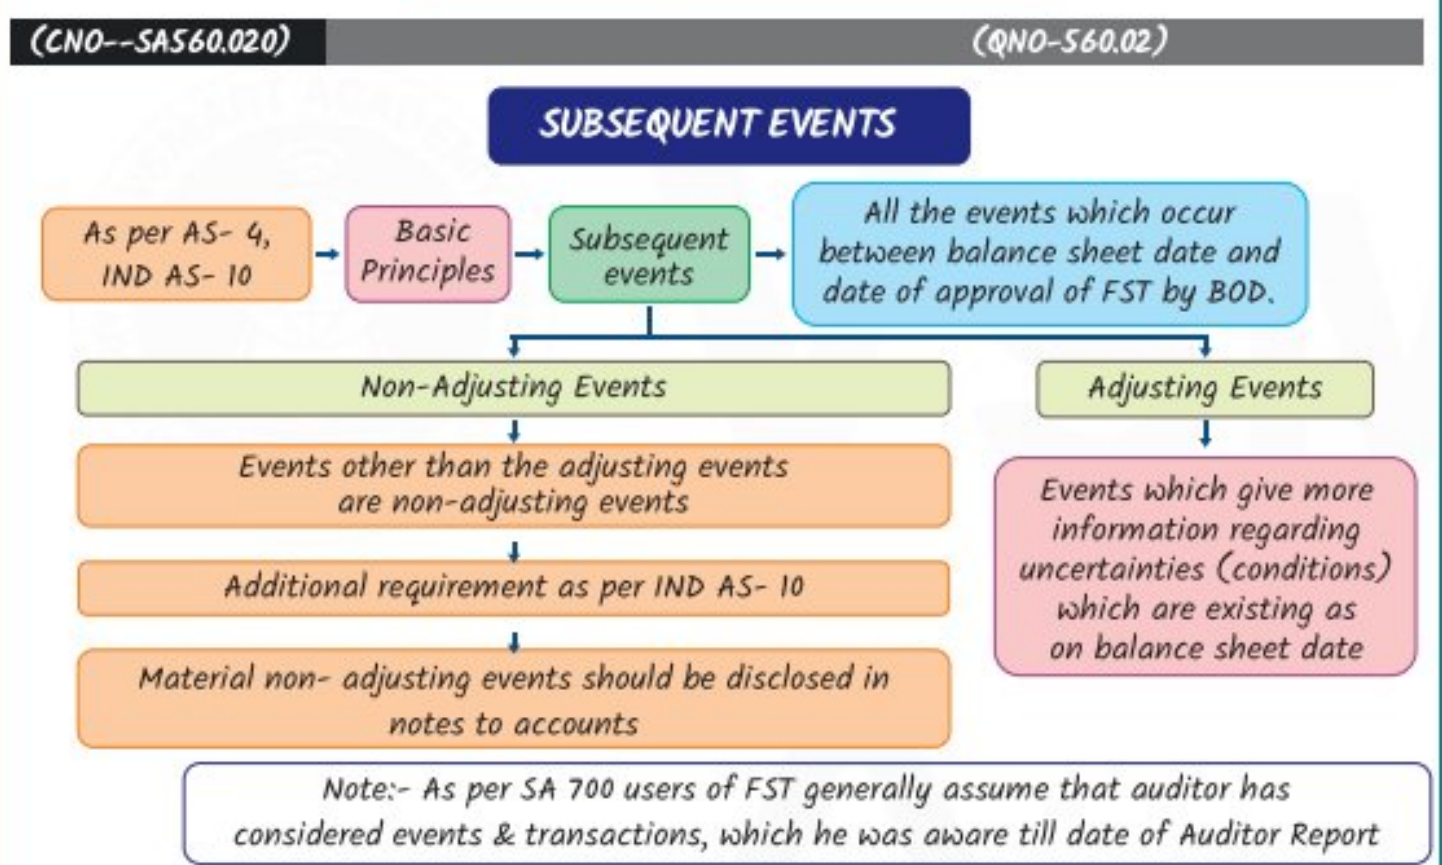 (CNO--SA560.020)
(QNO-560.02)
SUBSEQUENT EVENTS
As per AS- 4,
IND AS- 10
Basic
Principles
Subsequent
events
All the events which occur
between balance sheet date and
date of approval of FST by BOD.
Non-Adjusting Events
Events other than the adjusting events
are non-adjusting events
Additional requirement as per IND AS- 10
Material non- adjusting events should be disclosed in
notes to accounts
Adjusting Events
Events which give more
information regarding
uncertainties (conditions)
which are existing as
on balance sheet date
Note:- As per SA 700 users of FST generally assume that auditor has
considered events & transactions, which he was aware till date of Auditor Report